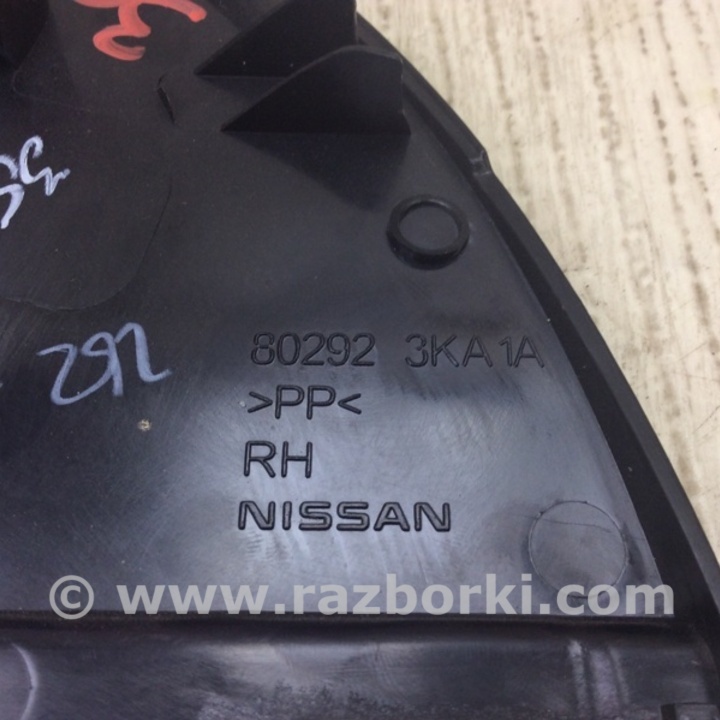 292
80292 3KA1A
>PP<
RH
NISSAN
© www.razborki.com